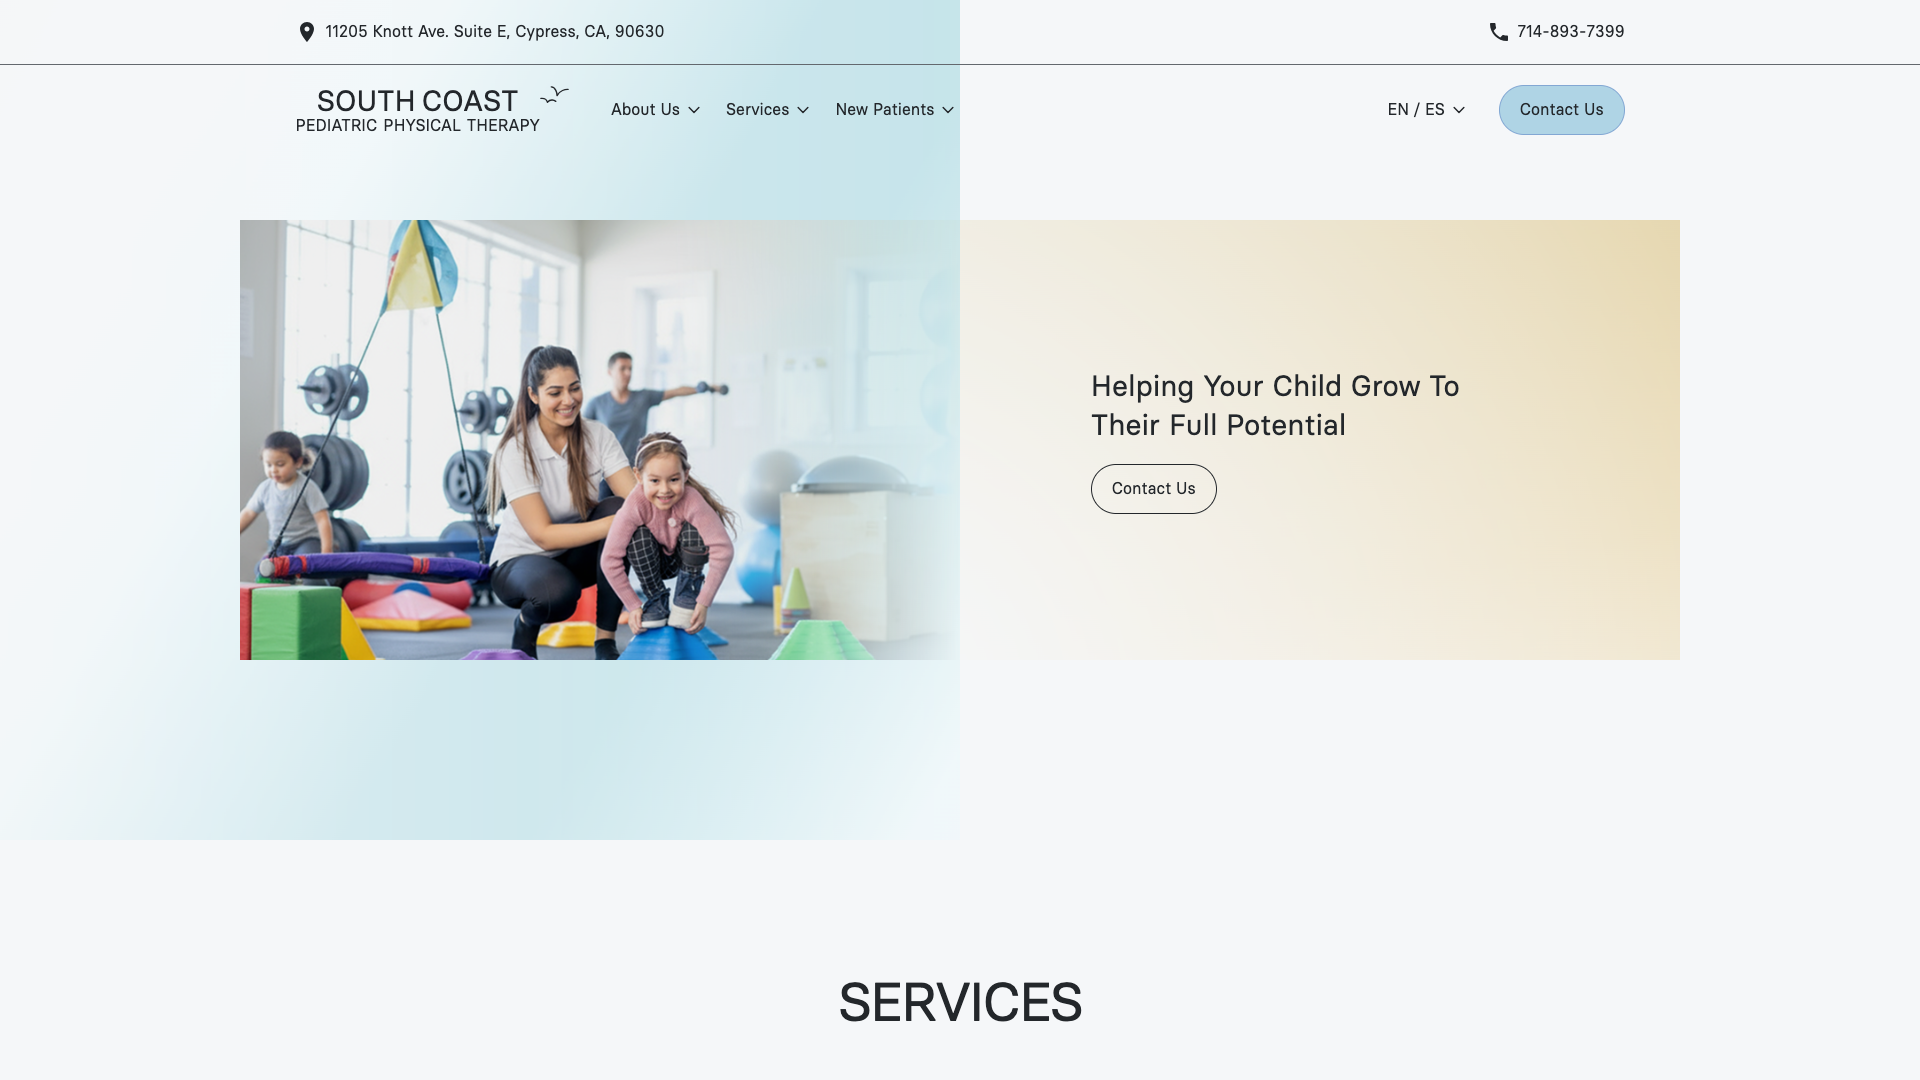 11205 Knott Ave. Suite E, Cypress, CA, 90630
714-893-7399
SOUTH COAST
PEDIATRIC PHYSICAL THERAPY
About Us
Services
New Patients
EN / ES
Contact Us
Helping Your Child Grow To
Their Full Potential
Contact Us
SERVICES